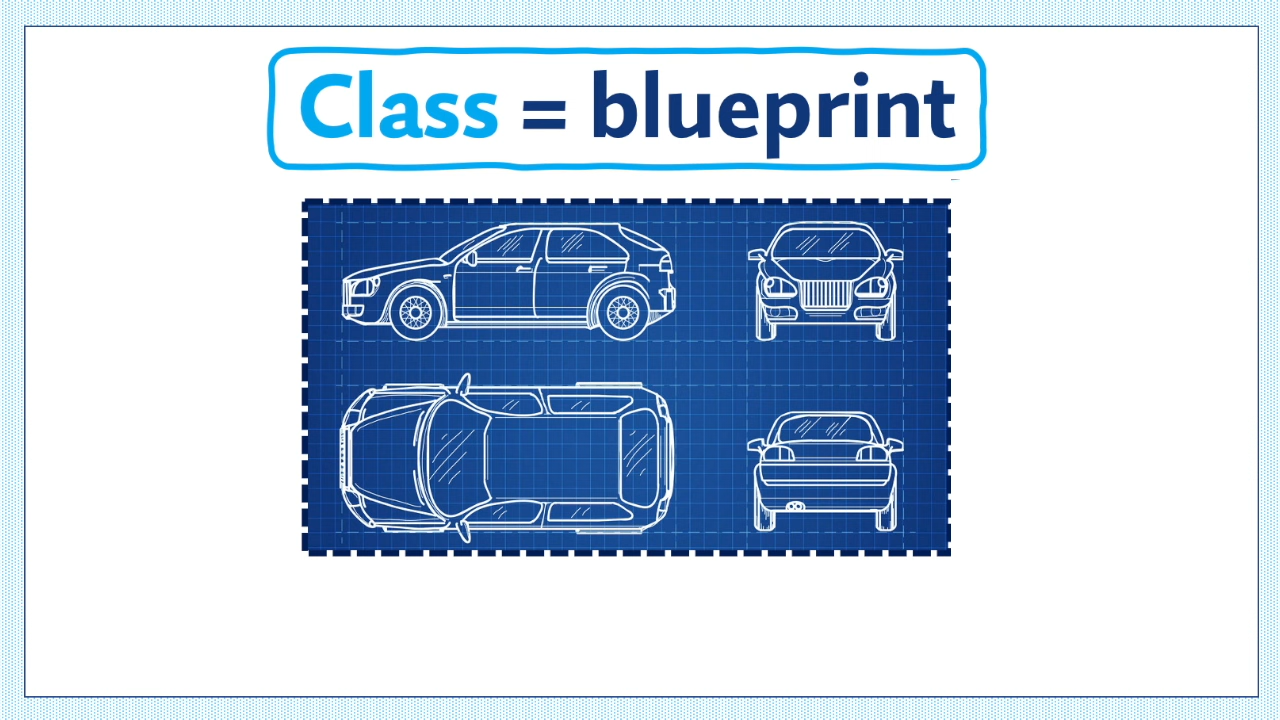 Class = blueprint